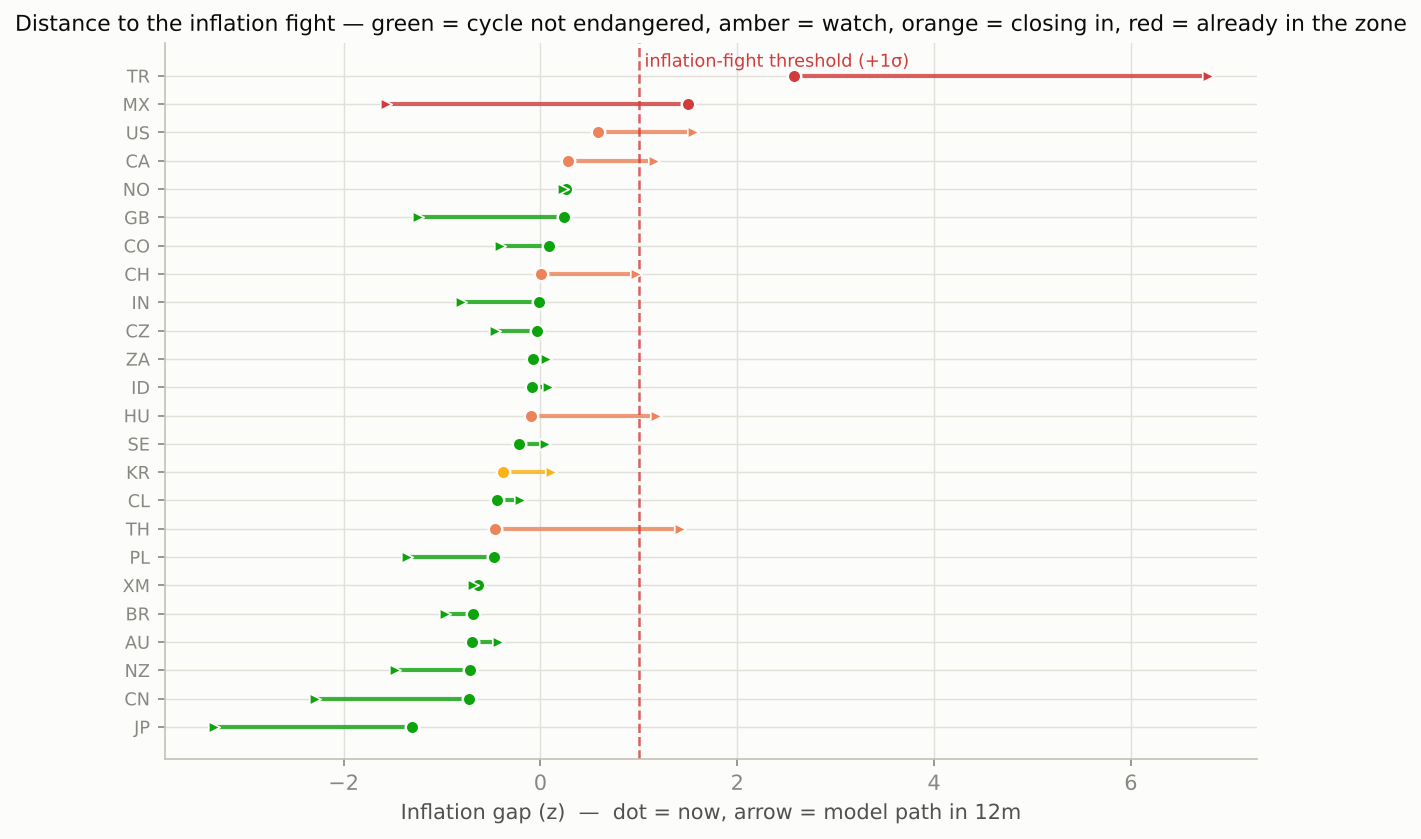 Distance to the inflation fight — green = cycle not endangered, amber = watch, orange = closing in, red = already in the zone
inflation-fight threshold (+1σ)
TR
MX
US
CA
NO
GB
CO
CH
IN
CZ
ZA
ID
HU
SE
KR
CL
TH
PL
XM
BR
AU
NZ
CN
JP
−2 0 2 4 6
Inflation gap (z) — dot = now, arrow = model path in 12m